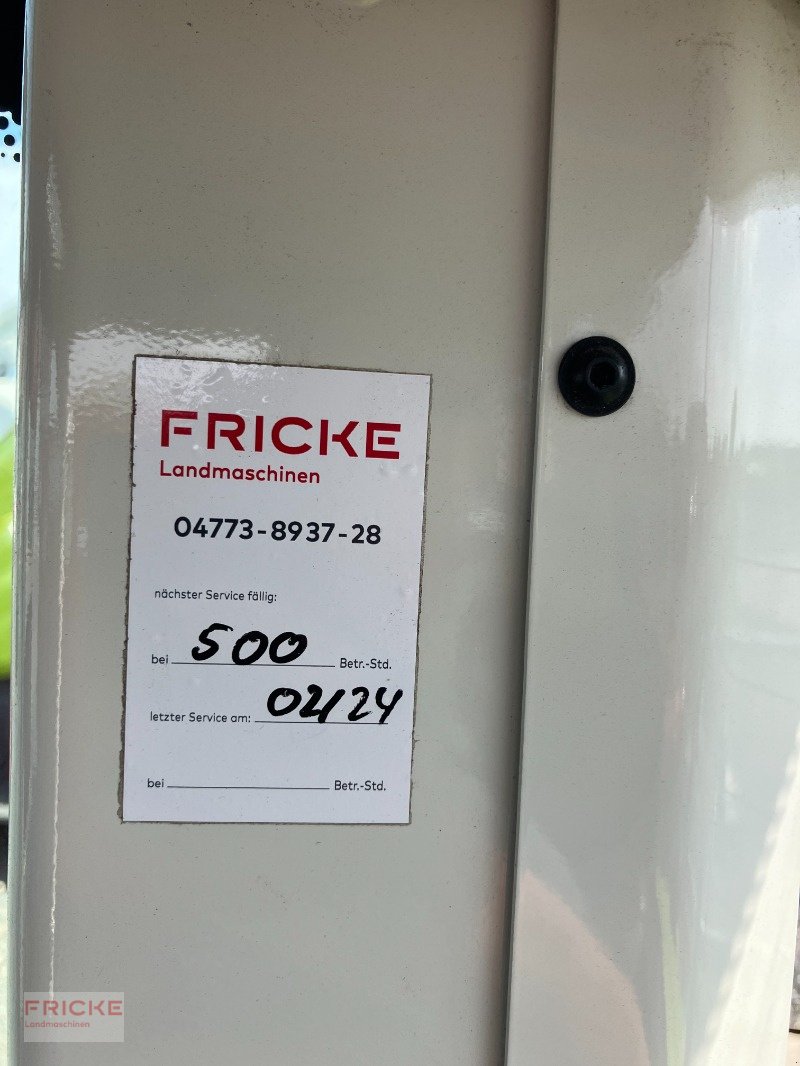 FRICKE
Landmaschinen
04773-8937-28
nächster Service fällig:
bei 500 Betr.-Std.
letzter Service am: 02/24
bei Betr.-Std.
FRICKE
Landmaschinen